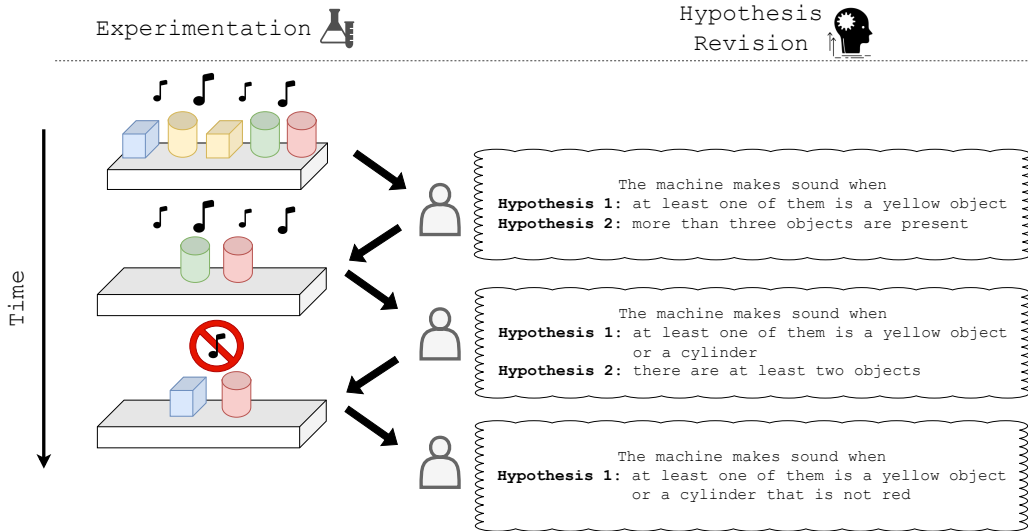 Experimentation
Hypothesis
Revision
Time
The machine makes sound when
Hypothesis 1: at least one of them is a yellow object
Hypothesis 2: more than three objects are present
The machine makes sound when
Hypothesis 1: at least one of them is a yellow object
or a cylinder
Hypothesis 2: there are at least two objects
The machine makes sound when
Hypothesis 1: at least one of them is a yellow object
or a cylinder that is not red